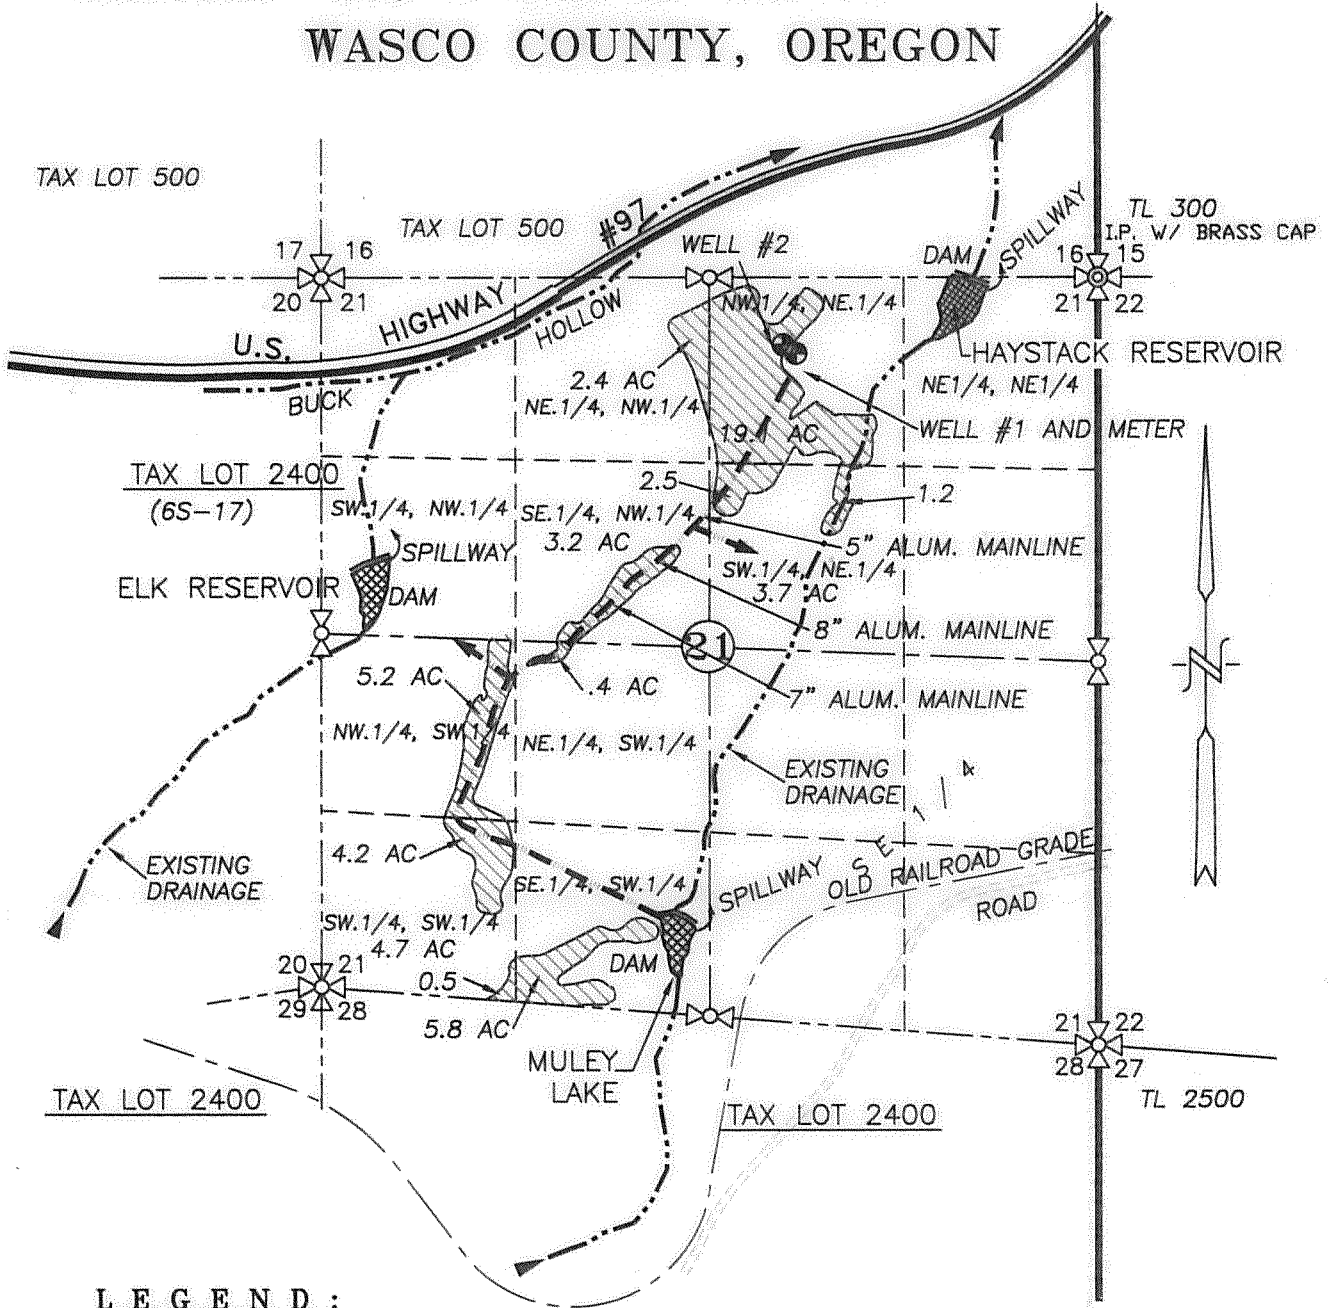 WASCO COUNTY, OREGON
TAX LOT 500
TAX LOT 500
#97
WELL #2
SPILLWAY
TL 300
I.P. W/ BRASS CAP
DAM
17 16
20 21
16 15
21 22
U.S. HIGHWAY
BUCK HOLLOW
NW.1/4, NE.1/4
HAYSTACK RESERVOIR
NE1/4, NE1/4
2.4 AC
NE.1/4, NW.1/4
19.1 AC
WELL #1 AND METER
TAX LOT 2400
(6S-17)
2.5
1.2
SW.1/4, NW.1/4
SE.1/4, NW.1/4
3.2 AC
SPILLWAY
5" ALUM. MAINLINE
SW.1/4, NE.1/4
3.7 AC
ELK RESERVOIR
DAM
8" ALUM. MAINLINE
21
5.2 AC
.4 AC
7" ALUM. MAINLINE
NW.1/4, SW.1/4
NE.1/4, SW.1/4
EXISTING
DRAINAGE
S E 1/4
4.2 AC
EXISTING
DRAINAGE
SE.1/4, SW.1/4
SPILLWAY
OLD RAILROAD GRADE
ROAD
SW.1/4, SW.1/4
4.7 AC
DAM
20 21
29 28
0.5
5.8 AC
21 22
28 27
MULEY
LAKE
TAX LOT 2400
TAX LOT 2400
TL 2500
N
LEGEND: